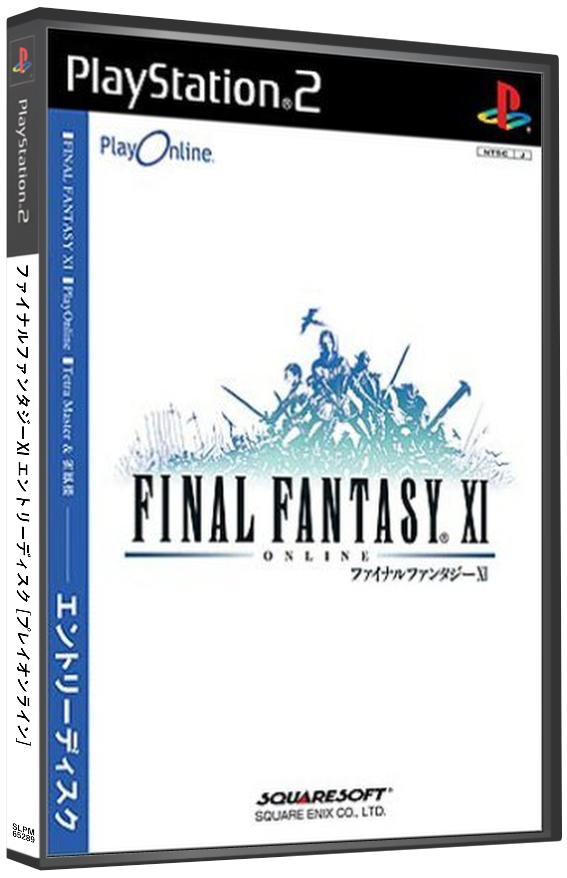 PlayStation.2
ファイナルファンタジーXI エントリーディスク [プレイオンライン]
SLPM
65289
PlayStation®2
PlayOnline.
NTSC J
FINAL FANTASY XI PlayOnline Tetra Master & 雀鳳楼
エントリーディスク
FINAL FANTASY® XI
ONLINE
ファイナルファンタジーXI
SQUARESOFT®
SQUARE ENIX CO., LTD.